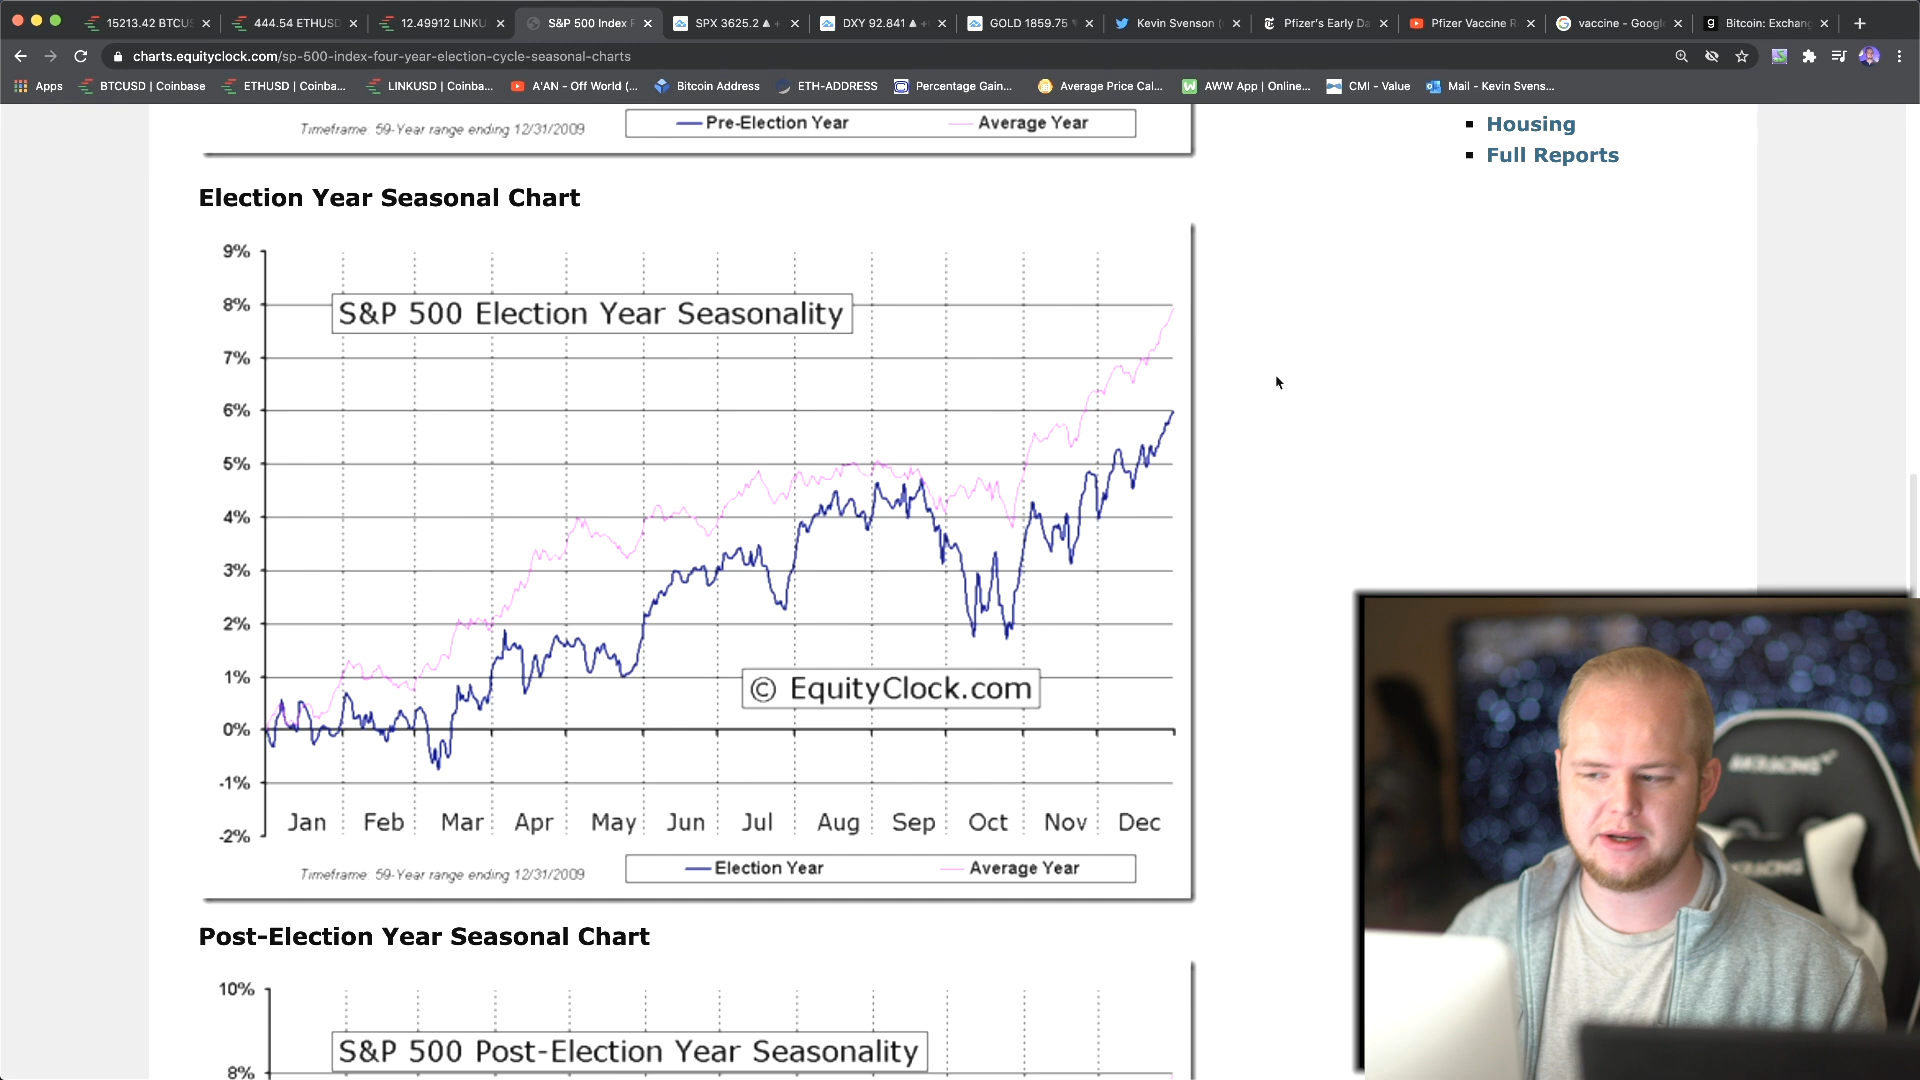 15213.42 BTCUS
444.54 ETHUSD
12.49912 LINKU
S&P 500 Index F
SPX 3625.2 ▲ +
DXY 92.841 ▲ +
GOLD 1859.75
Kevin Svenson (
Pfizer's Early Da
Pfizer Vaccine R
vaccine - Google
Bitcoin: Exchan
charts.equityclock.com/sp-500-index-four-year-election-cycle-seasonal-charts
Apps
BTCUSD | Coinbase
ETHUSD | Coinba...
LINKUSD | Coinba...
A'AN - Off World (...
Bitcoin Address
ETH-ADDRESS
Percentage Gain...
Average Price Cal...
AWW App | Online...
CMI - Value
Mail - Kevin Svens...
Timeframe: 59-Year range ending 12/31/2009
Pre-Election Year
Average Year
Housing
Full Reports
Election Year Seasonal Chart
9%
8%
7%
6%
5%
4%
3%
2%
1%
0%
-1%
-2%
S&P 500 Election Year Seasonality
© EquityClock.com
Jan Feb Mar Apr May Jun Jul Aug Sep Oct Nov Dec
Timeframe: 59-Year range ending 12/31/2009
Election Year
Average Year
Post-Election Year Seasonal Chart
10%
8%
S&P 500 Post-Election Year Seasonality
AKRACING